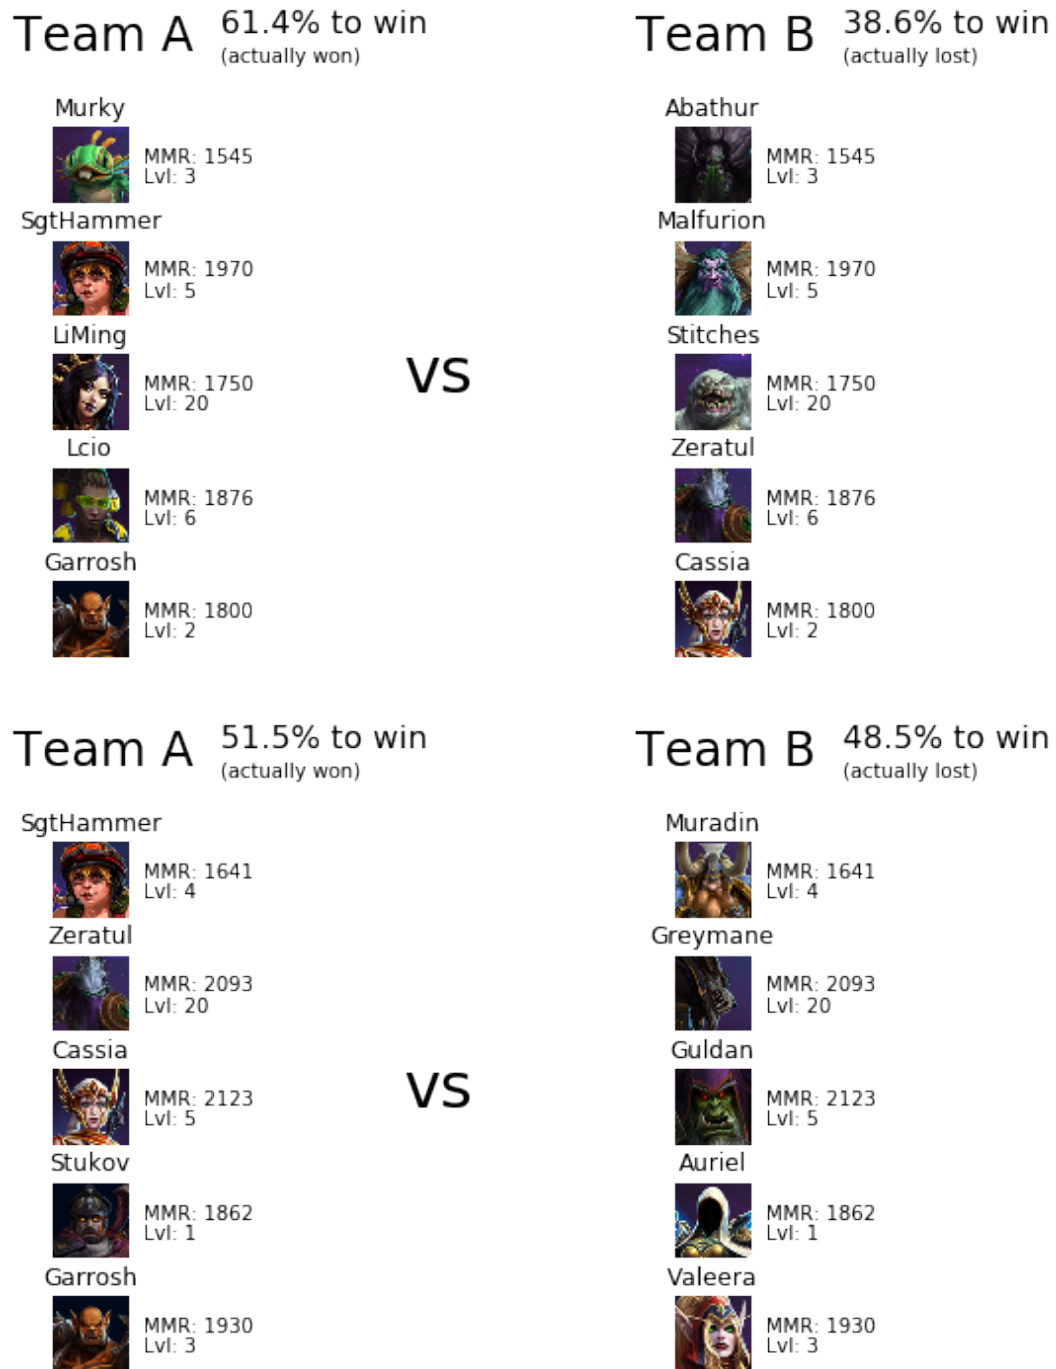 Team A 61.4% to win
(actually won)
Murky
MMR: 1545
Lvl: 3
SgtHammer
MMR: 1970
Lvl: 5
LiMing
MMR: 1750
Lvl: 20
Lcio
MMR: 1876
Lvl: 6
Garrosh
MMR: 1800
Lvl: 2
VS
Team B 38.6% to win
(actually lost)
Abathur
MMR: 1545
Lvl: 3
Malfurion
MMR: 1970
Lvl: 5
Stitches
MMR: 1750
Lvl: 20
Zeratul
MMR: 1876
Lvl: 6
Cassia
MMR: 1800
Lvl: 2
Team A 51.5% to win
(actually won)
SgtHammer
MMR: 1641
Lvl: 4
Zeratul
MMR: 2093
Lvl: 20
Cassia
MMR: 2123
Lvl: 5
Stukov
MMR: 1862
Lvl: 1
Garrosh
MMR: 1930
Lvl: 3
VS
Team B 48.5% to win
(actually lost)
Muradin
MMR: 1641
Lvl: 4
Greymane
MMR: 2093
Lvl: 20
Guldan
MMR: 2123
Lvl: 5
Auriel
MMR: 1862
Lvl: 1
Valeera
MMR: 1930
Lvl: 3